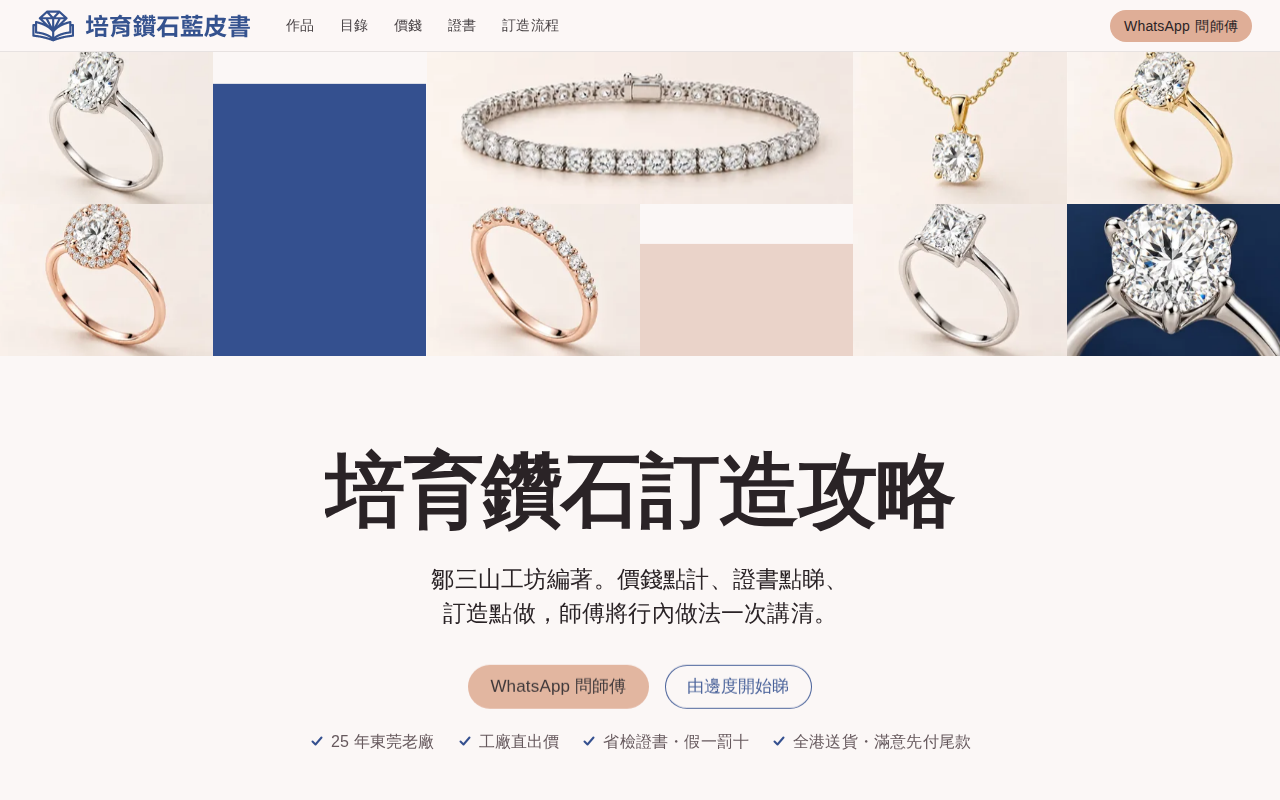 培育鑽石藍皮書
作品
目錄
價錢
證書
訂造流程
WhatsApp 問師傅
培育鑽石訂造攻略
鄒三山工坊編著。價錢點計、證書點睇、
訂造點做，師傅將行內做法一次講清。
WhatsApp 問師傅
由邊度開始睇
25 年東莞老廠
工廠直出價
省檢證書・假一罰十
全港送貨・滿意先付尾款